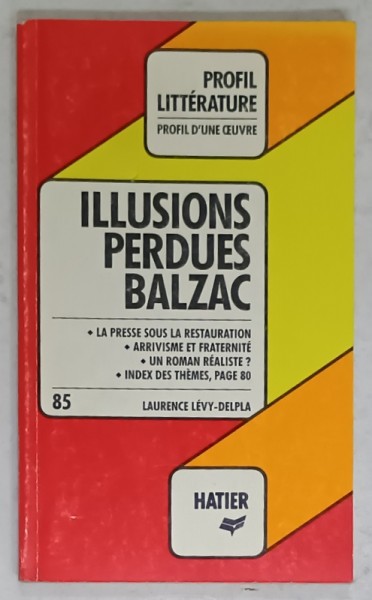 PROFIL
LITTÉRATURE
PROFIL D'UNE ŒUVRE
ILLUSIONS
PERDUES
BALZAC
◆ LA PRESSE SOUS LA RESTAURATION
◆ ARRIVISME ET FRATERNITÉ
◆ UN ROMAN RÉALISTE ?
◆ INDEX DES THÈMES, PAGE 80
85 LAURENCE LÉVY-DELPLA
HATIER